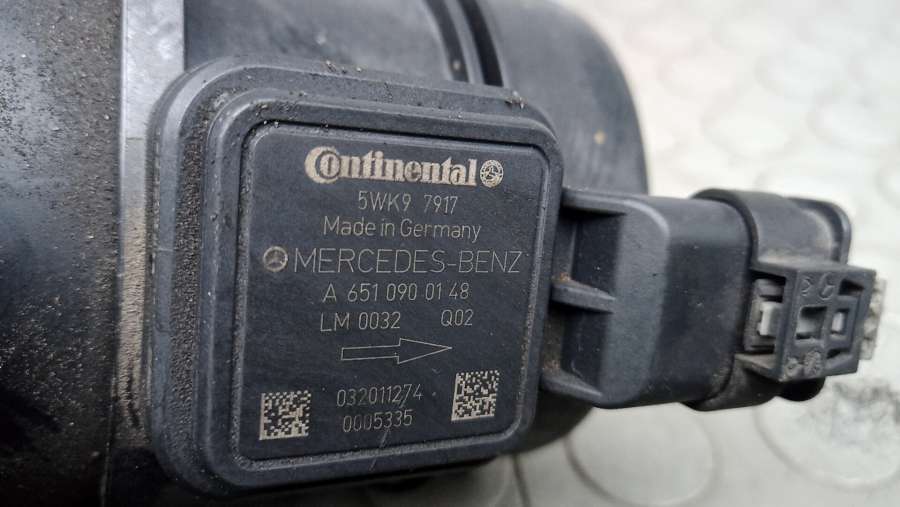 Continental
5WK9 7917
Made in Germany
MERCEDES-BENZ
A 651 090 01 48
LM 0032 Q02
032011274
0005335